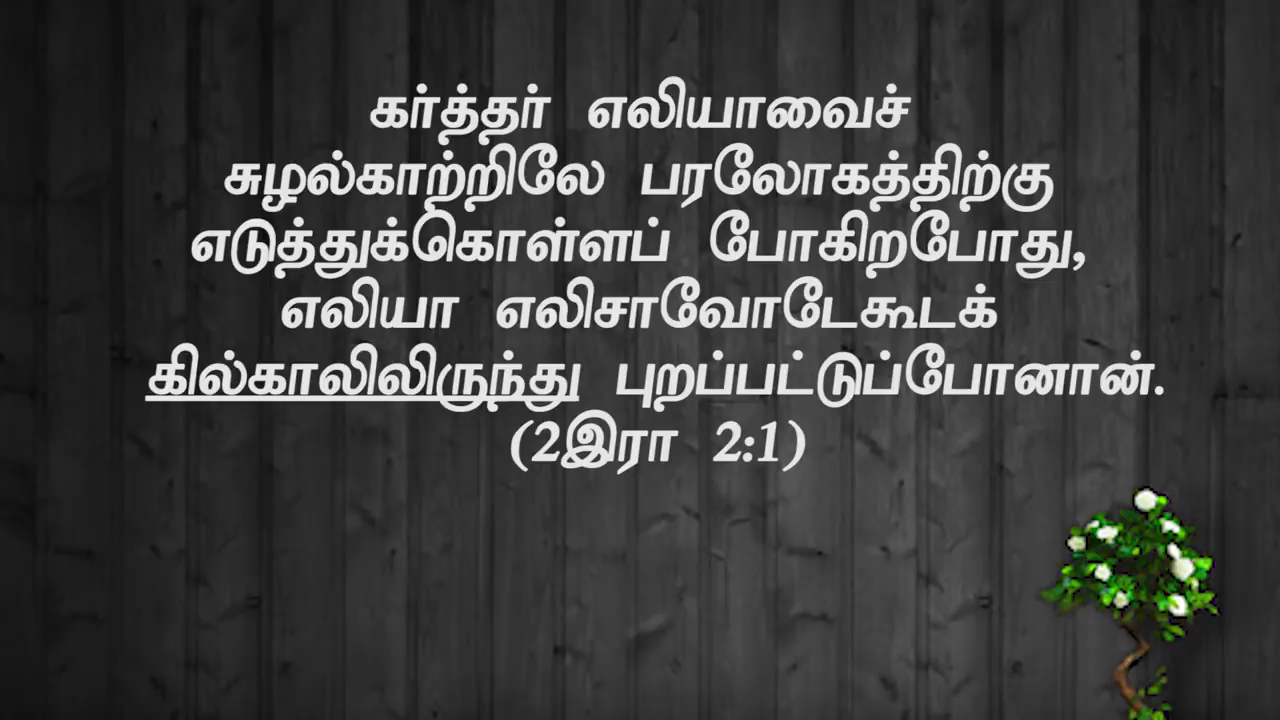 கர்த்தர் எலியாவைச்
சுழல்காற்றிலே பரலோகத்திற்கு
எடுத்துக்கொள்ளப் போகிறபோது,
எலியா எலிசாவோடேகூடக்
கில்காலிலிருந்து புறப்பட்டுப்போனான்.
(2இரா 2:1)